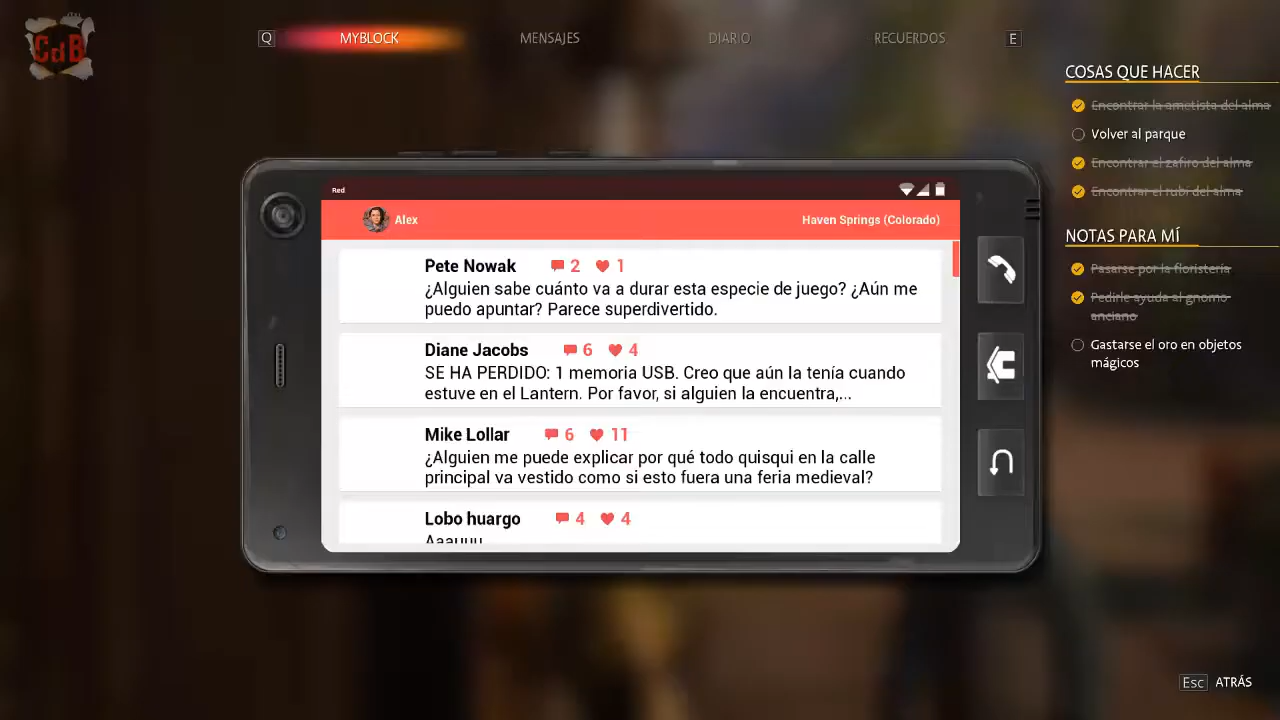 CdB
Q
MYBLOCK
MENSAJES
DIARIO
RECUERDOS
E
COSAS QUE HACER
Encontrar la ametista del alma
Volver al parque
Encontrar el zafiro del alma
Encontrar el rubí del alma
NOTAS PARA MÍ
Pasarse por la floristería
Pedirle ayuda al gnomo
anciano
Gastarse el oro en objetos
mágicos
Red
Alex
Haven Springs (Colorado)
Pete Nowak 2 1
¿Alguien sabe cuánto va a durar esta especie de juego? ¿Aún me
puedo apuntar? Parece superdivertido.
Diane Jacobs 6 4
SE HA PERDIDO: 1 memoria USB. Creo que aún la tenía cuando
estuve en el Lantern. Por favor, si alguien la encuentra,...
Mike Lollar 6 11
¿Alguien me puede explicar por qué todo quisqui en la calle
principal va vestido como si esto fuera una feria medieval?
Lobo huargo 4 4
Aaauuu
Esc ATRÁS